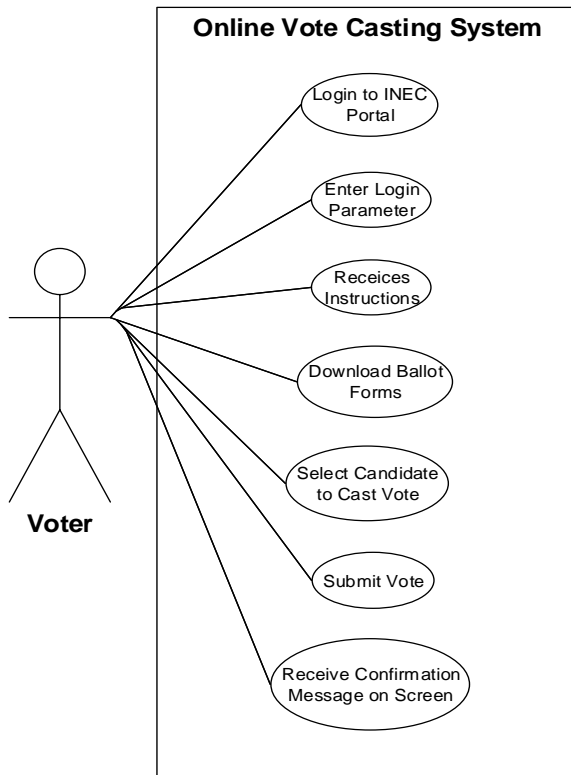 Online Vote Casting System
Login to INEC
Portal
Enter Login
Parameter
Receices
Instructions
Download Ballot
Forms
Select Candidate
to Cast Vote
Voter
Submit Vote
Receive Confirmation
Message on Screen